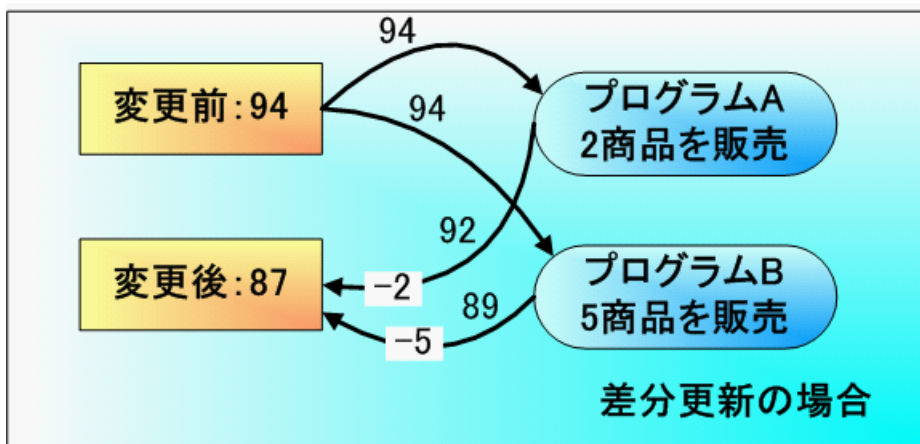 94
変更前:94
94
プログラムA
2商品を販売
92
変更後:87
-2
プログラムB
5商品を販売
89
-5
差分更新の場合